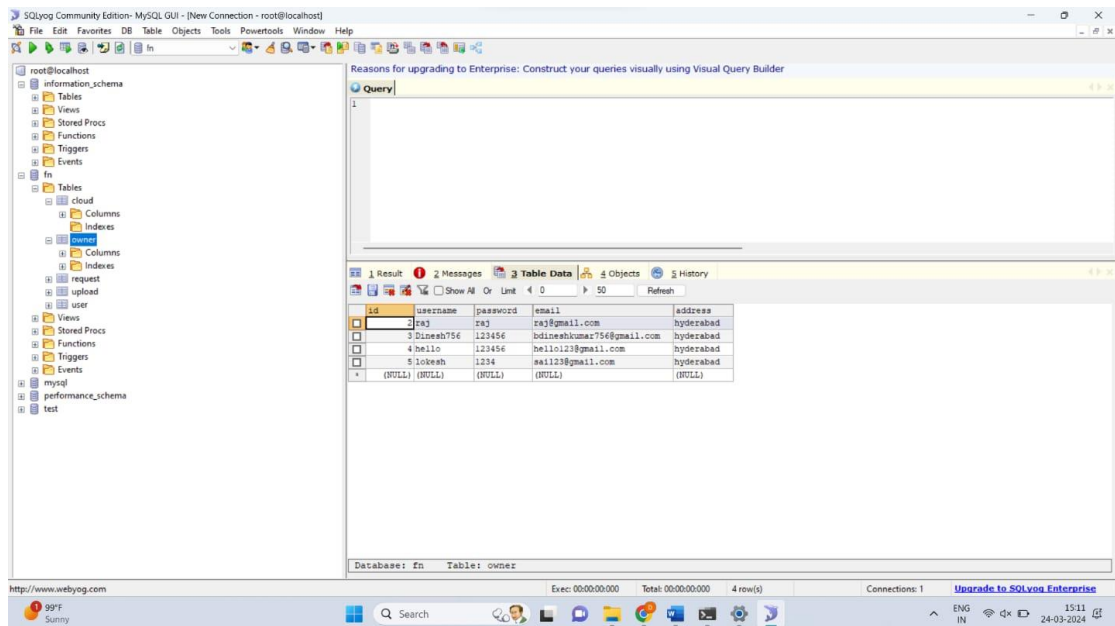 SQLyog Community Edition- MySQL GUI - [New Connection - root@localhost]
File Edit Favorites DB Table Objects Tools Powertools Window Help
fn
root@localhost
information_schema
Tables
Views
Stored Procs
Functions
Triggers
Events
fn
Tables
cloud
Columns
Indexes
owner
Columns
Indexes
request
upload
user
Views
Stored Procs
Functions
Triggers
Events
mysql
performance_schema
test
Reasons for upgrading to Enterprise: Construct your queries visually using Visual Query Builder
Query
1
1 Result 2 Messages 3 Table Data 4 Objects 5 History
Show All Or Limit 0 50 Refresh
id username password email address
2 raj raj raj@gmail.com hyderabad
3 Dinesh756 123456 bdineshkumar756@gmail.com hyderabad
4 hello 123456 hello123@gmail.com hyderabad
5 lokesh 1234 sai123@gmail.com hyderabad
* (NULL) (NULL) (NULL) (NULL) (NULL)
Database: fn Table: owner
http://www.webyog.com Exec: 00:00:00:000 Total: 00:00:00:000 4 row(s) Connections: 1 Upgrade to SQLyog Enterprise
1 99°F Search ENG 15:11
Sunny IN 24-03-2024